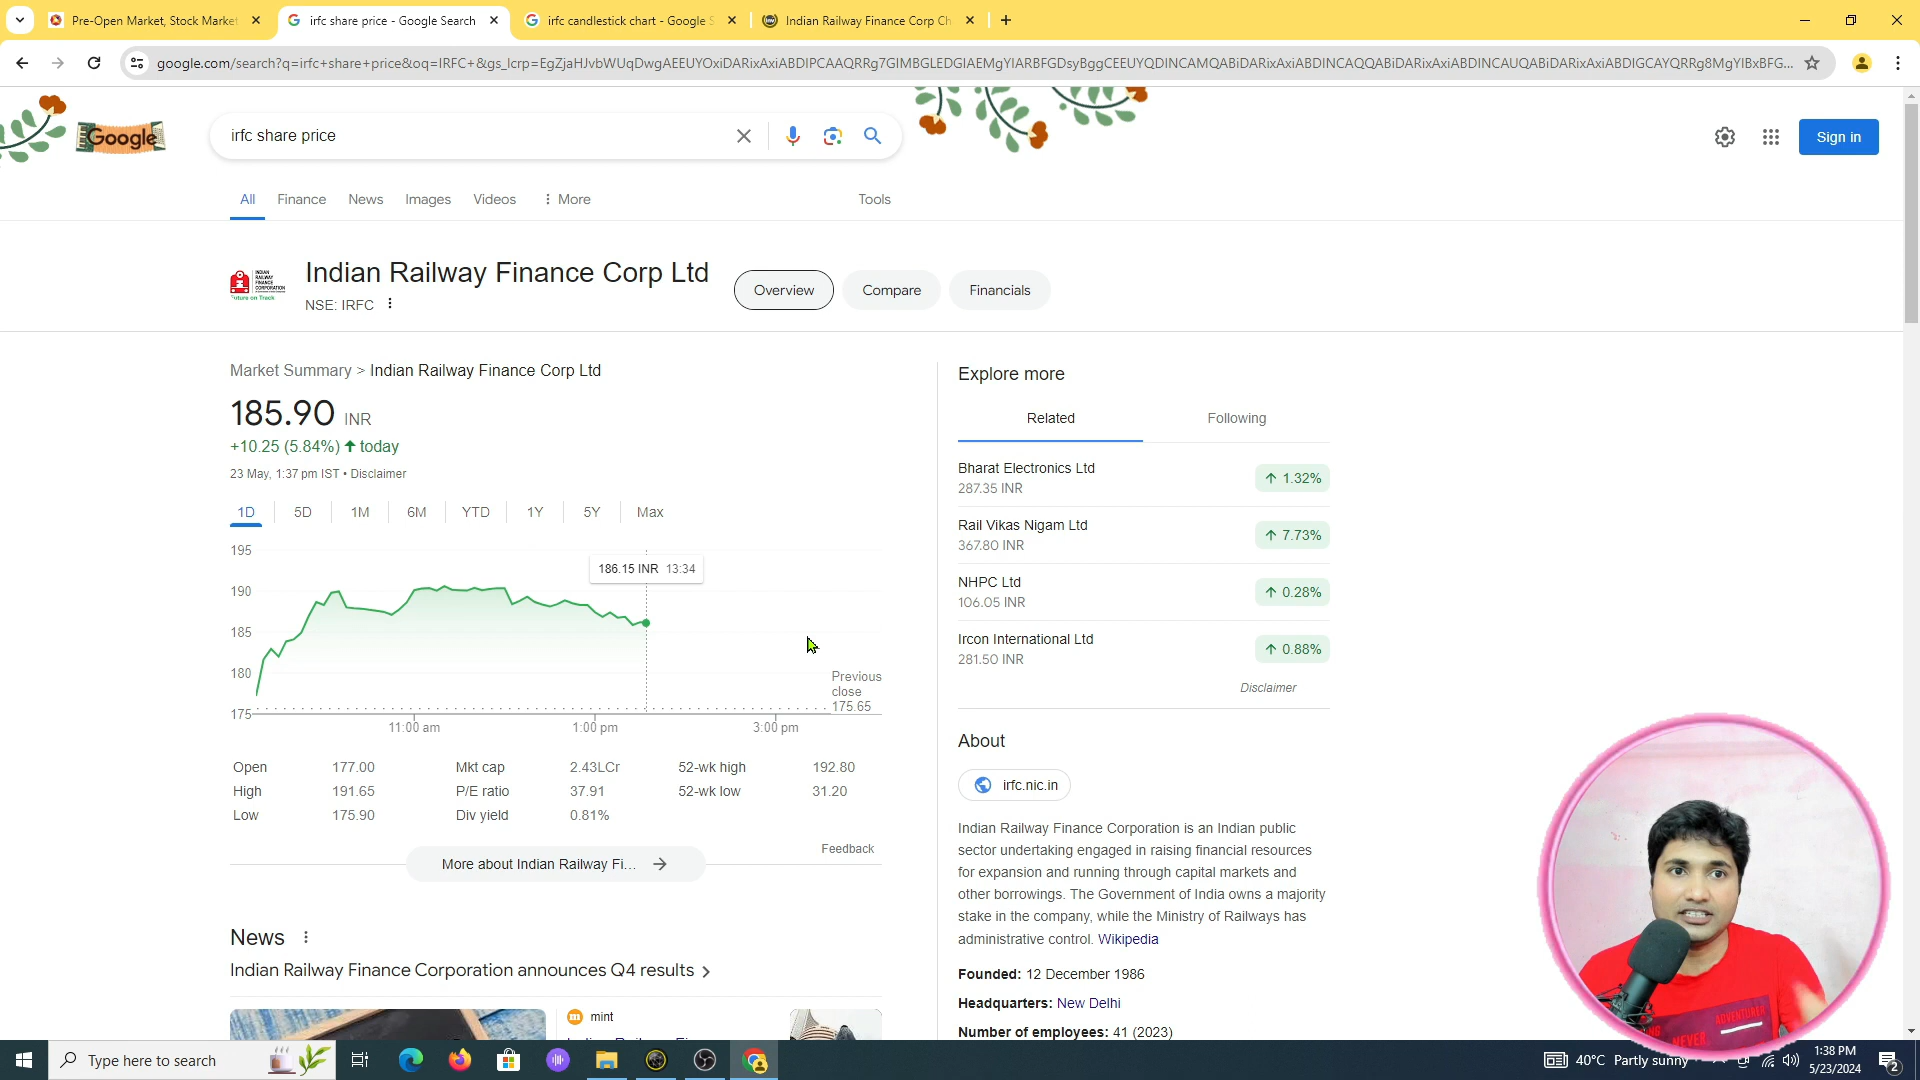 Pre-Open Market, Stock Market
irfc share price - Google Search
irfc candlestick chart - Google S
Indian Railway Finance Corp Ch
google.com/search?q=irfc+share+price&oq=IRFC+&gs_lcrp=EgZjaHJvbWUqDwgAEEUYOxiDARixAxiABDIPCAAQRRg7GIMBGLEDGIAEMgYIARBFGDsyBggCEEUYQDINCAMQABiDARixAxiABDINCAQQABiDARixAxiABDINCAUQABiDARixAxiABDIGCAYQRRg8MgYIBxBFG...
Google
irfc share price
Sign in
All
Finance
News
Images
Videos
More
Tools
INDIAN
RAILWAY
FINANCE
CORPORATION
Future on Track
Indian Railway Finance Corp Ltd
NSE: IRFC
Overview
Compare
Financials
Market Summary > Indian Railway Finance Corp Ltd
185.90 INR
+10.25 (5.84%) ↑ today
23 May, 1:37 pm IST • Disclaimer
1D 5D 1M 6M YTD 1Y 5Y Max
195
190
185
180
175
186.15 INR 13:34
Previous
close
175.65
11:00 am 1:00 pm 3:00 pm
Open 177.00 Mkt cap 2.43LCr 52-wk high 192.80
High 191.65 P/E ratio 37.91 52-wk low 31.20
Low 175.90 Div yield 0.81%
Feedback
More about Indian Railway Fi...
News
Indian Railway Finance Corporation announces Q4 results
mint
Explore more
Related Following
Bharat Electronics Ltd
287.35 INR
↑ 1.32%
Rail Vikas Nigam Ltd
367.80 INR
↑ 7.73%
NHPC Ltd
106.05 INR
↑ 0.28%
Ircon International Ltd
281.50 INR
↑ 0.88%
Disclaimer
About
irfc.nic.in
Indian Railway Finance Corporation is an Indian public
sector undertaking engaged in raising financial resources
for expansion and running through capital markets and
other borrowings. The Government of India owns a majority
stake in the company, while the Ministry of Railways has
administrative control. Wikipedia
Founded: 12 December 1986
Headquarters: New Delhi
Number of employees: 41 (2023)
ADVENTURER
NEVER
Type here to search
40°C Partly sunny
1:38 PM
5/23/2024
2